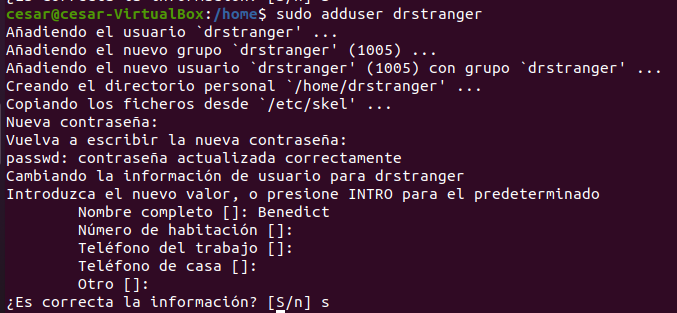 cesar@cesar-VirtualBox:/home$ sudo adduser drstranger
Añadiendo el usuario `drstranger' ...
Añadiendo el nuevo grupo `drstranger' (1005) ...
Añadiendo el nuevo usuario `drstranger' (1005) con grupo `drstranger' ...
Creando el directorio personal `/home/drstranger' ...
Copiando los ficheros desde `/etc/skel' ...
Nueva contraseña:
Vuelva a escribir la nueva contraseña:
passwd: contraseña actualizada correctamente
Cambiando la información de usuario para drstranger
Introduzca el nuevo valor, o presione INTRO para el predeterminado
Nombre completo []: Benedict
Número de habitación []:
Teléfono del trabajo []:
Teléfono de casa []:
Otro []:
¿Es correcta la información? [S/n] s